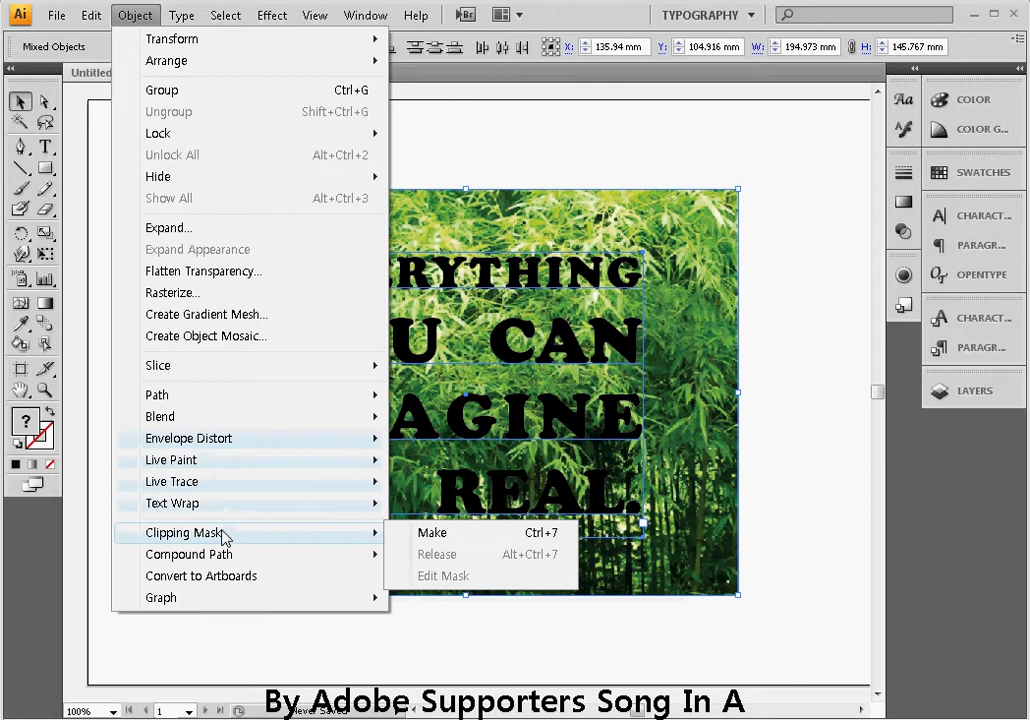 Ai File Edit Object Type Select Effect View Window Help Br TYPOGRAPHY
Mixed Objects X: 135.94 mm Y: 104.916 mm W: 194.973 mm H: 145.767 mm
Untitled
Transform
Arrange
Group Ctrl+G
Ungroup Shift+Ctrl+G
Lock
Unlock All Alt+Ctrl+2
Hide
Show All Alt+Ctrl+3
Expand...
Expand Appearance
Flatten Transparency...
Rasterize...
Create Gradient Mesh...
Create Object Mosaic...
Slice
Path
Blend
Envelope Distort
Live Paint
Live Trace
Text Wrap
Clipping Mask
Compound Path
Convert to Artboards
Graph
Make Ctrl+7
Release Alt+Ctrl+7
Edit Mask
ERYTHING
U CAN
AGINE
REAL.
COLOR
COLOR G...
SWATCHES
CHARACT...
PARAGR...
OPENTYPE
CHARACT...
PARAGR...
LAYERS
100% 1 Never Saved
By Adobe Supporters Song In A